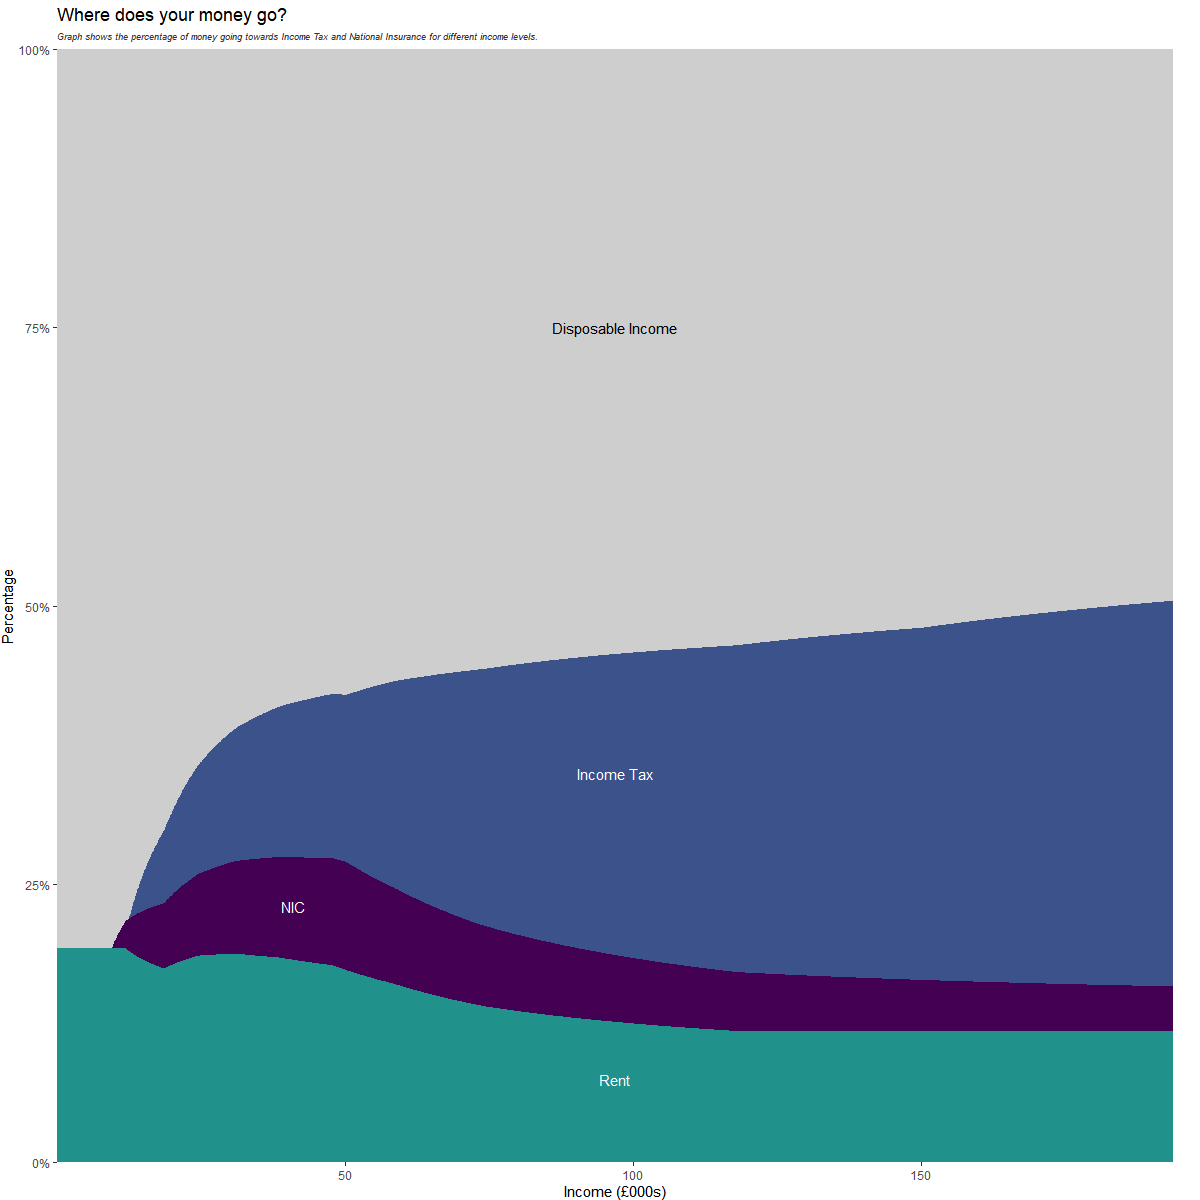 Where does your money go?
Graph shows the percentage of money going towards Income Tax and National Insurance for different income levels.
100%
75%
50%
25%
0%
Percentage
Disposable Income
Income Tax
NIC
Rent
50
100
150
Income (£000s)